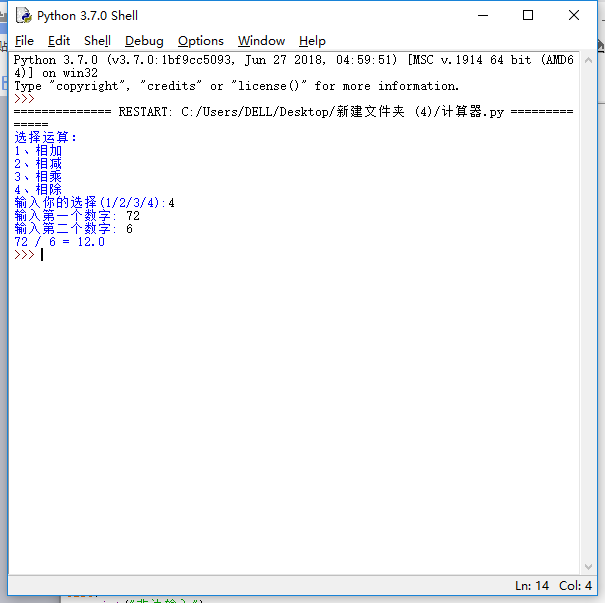 Python 3.7.0 Shell
File Edit Shell Debug Options Window Help
Python 3.7.0 (v3.7.0:1bf9cc5093, Jun 27 2018, 04:59:51) [MSC v.1914 64 bit (AMD6
4)] on win32
Type "copyright", "credits" or "license()" for more information.
>>>
============== RESTART: C:/Users/DELL/Desktop/新建文件夹 (4)/计算器.py =========
=====
选择运算:
1、相加
2、相减
3、相乘
4、相除
输入你的选择(1/2/3/4):4
输入第一个数字: 72
输入第二个数字: 6
72 / 6 = 12.0
>>>
Ln: 14 Col: 4